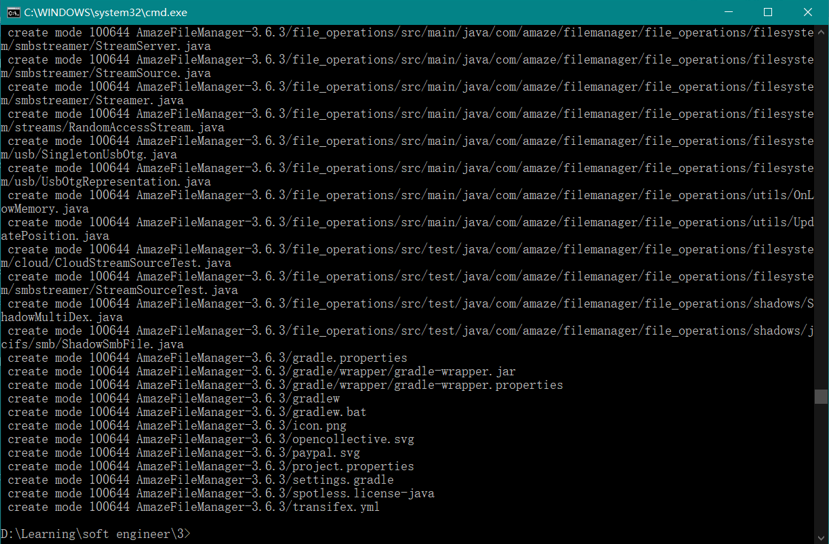 C:\WINDOWS\system32\cmd.exe
create mode 100644 AmazeFileManager-3.6.3/file_operations/src/main/java/com/amaze/filemanager/file_operations/filesyste
m/smbstreamer/StreamServer.java
create mode 100644 AmazeFileManager-3.6.3/file_operations/src/main/java/com/amaze/filemanager/file_operations/filesyste
m/smbstreamer/StreamSource.java
create mode 100644 AmazeFileManager-3.6.3/file_operations/src/main/java/com/amaze/filemanager/file_operations/filesyste
m/smbstreamer/Streamer.java
create mode 100644 AmazeFileManager-3.6.3/file_operations/src/main/java/com/amaze/filemanager/file_operations/filesyste
m/streams/RandomAccessStream.java
create mode 100644 AmazeFileManager-3.6.3/file_operations/src/main/java/com/amaze/filemanager/file_operations/filesyste
m/usb/SingletonUsbOtg.java
create mode 100644 AmazeFileManager-3.6.3/file_operations/src/main/java/com/amaze/filemanager/file_operations/filesyste
m/usb/UsbOtgRepresentation.java
create mode 100644 AmazeFileManager-3.6.3/file_operations/src/main/java/com/amaze/filemanager/file_operations/utils/OnL
owMemory.java
create mode 100644 AmazeFileManager-3.6.3/file_operations/src/main/java/com/amaze/filemanager/file_operations/utils/Upd
atePosition.java
create mode 100644 AmazeFileManager-3.6.3/file_operations/src/test/java/com/amaze/filemanager/file_operations/filesyste
m/cloud/CloudStreamSourceTest.java
create mode 100644 AmazeFileManager-3.6.3/file_operations/src/test/java/com/amaze/filemanager/file_operations/filesyste
m/smbstreamer/StreamSourceTest.java
create mode 100644 AmazeFileManager-3.6.3/file_operations/src/test/java/com/amaze/filemanager/file_operations/shadows/S
hadowMultiDex.java
create mode 100644 AmazeFileManager-3.6.3/file_operations/src/test/java/com/amaze/filemanager/file_operations/shadows/j
cifs/smb/ShadowSmbFile.java
create mode 100644 AmazeFileManager-3.6.3/gradle.properties
create mode 100644 AmazeFileManager-3.6.3/gradle/wrapper/gradle-wrapper.jar
create mode 100644 AmazeFileManager-3.6.3/gradle/wrapper/gradle-wrapper.properties
create mode 100644 AmazeFileManager-3.6.3/gradlew
create mode 100644 AmazeFileManager-3.6.3/gradlew.bat
create mode 100644 AmazeFileManager-3.6.3/icon.png
create mode 100644 AmazeFileManager-3.6.3/opencollective.svg
create mode 100644 AmazeFileManager-3.6.3/paypal.svg
create mode 100644 AmazeFileManager-3.6.3/project.properties
create mode 100644 AmazeFileManager-3.6.3/settings.gradle
create mode 100644 AmazeFileManager-3.6.3/spotless.license-java
create mode 100644 AmazeFileManager-3.6.3/transifex.yml
D:\Learning\soft engineer\3>